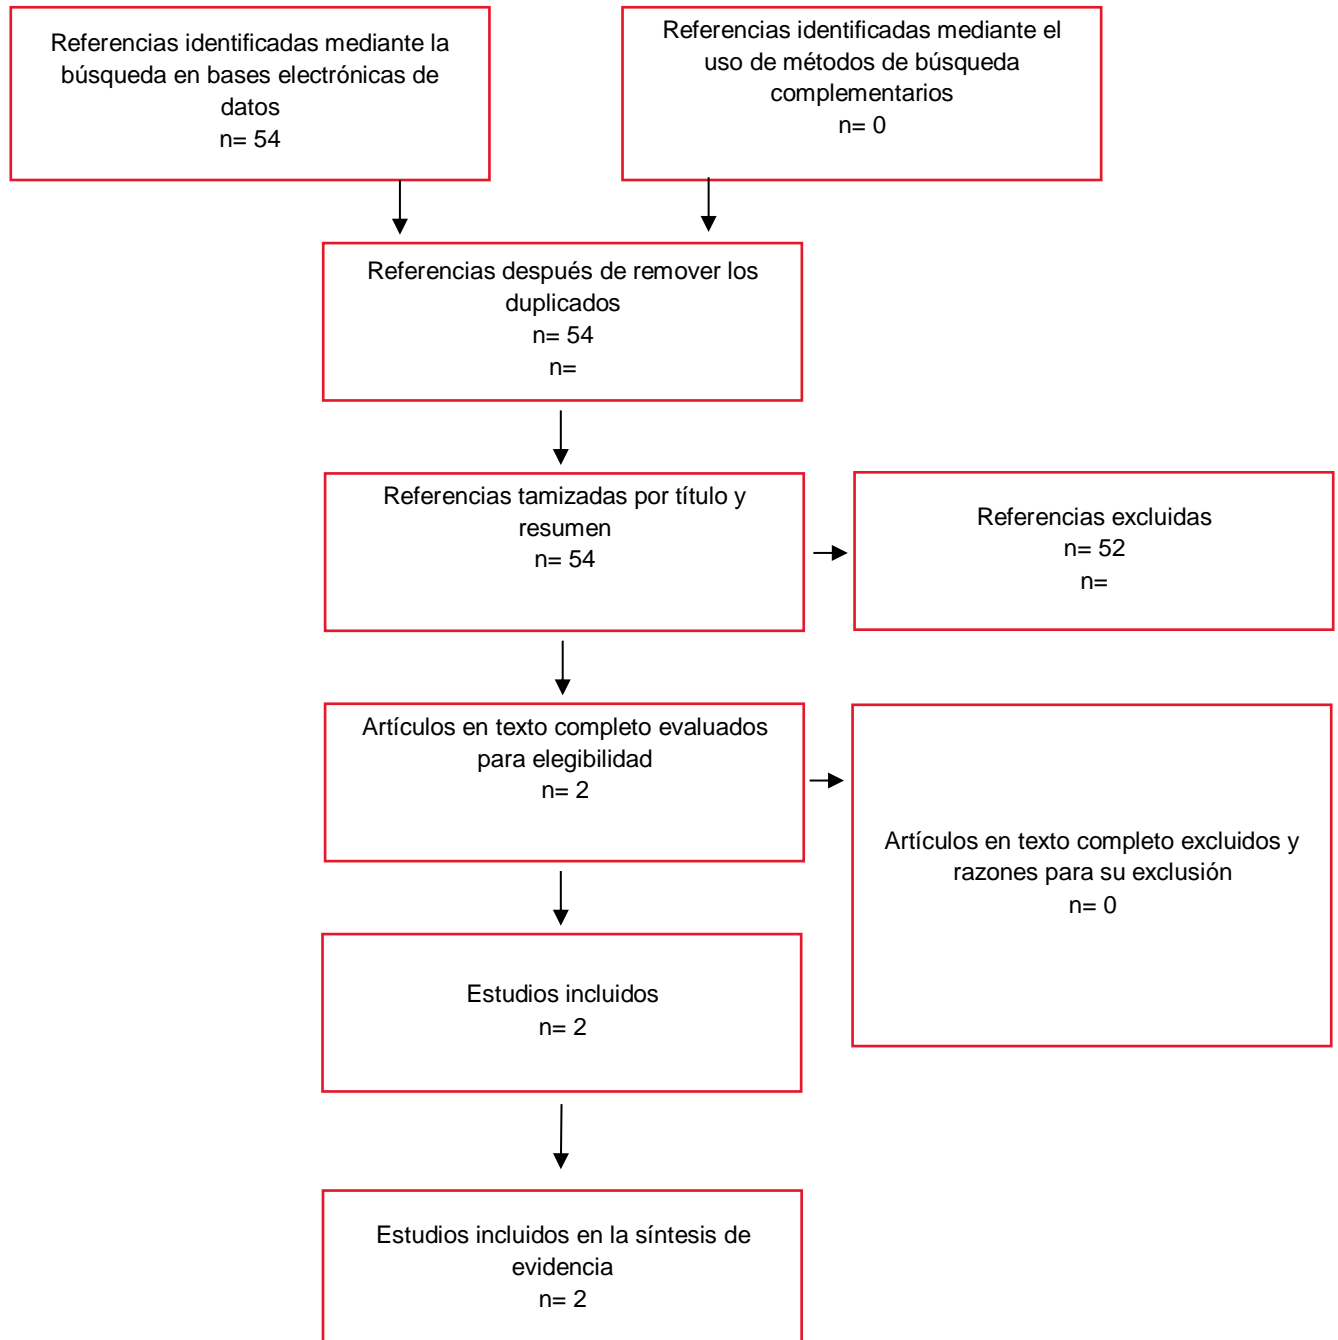 Referencias identificadas mediante la
búsqueda en bases electrónicas de
datos
n= 54
Referencias identificadas mediante el
uso de métodos de búsqueda
complementarios
n= 0
Referencias después de remover los
duplicados
n= 54
n=
Referencias tamizadas por título y
resumen
n= 54
Referencias excluidas
n= 52
n=
Artículos en texto completo evaluados
para elegibilidad
n= 2
Artículos en texto completo excluidos y
razones para su exclusión
n= 0
Estudios incluidos
n= 2
Estudios incluidos en la síntesis de
evidencia
n= 2